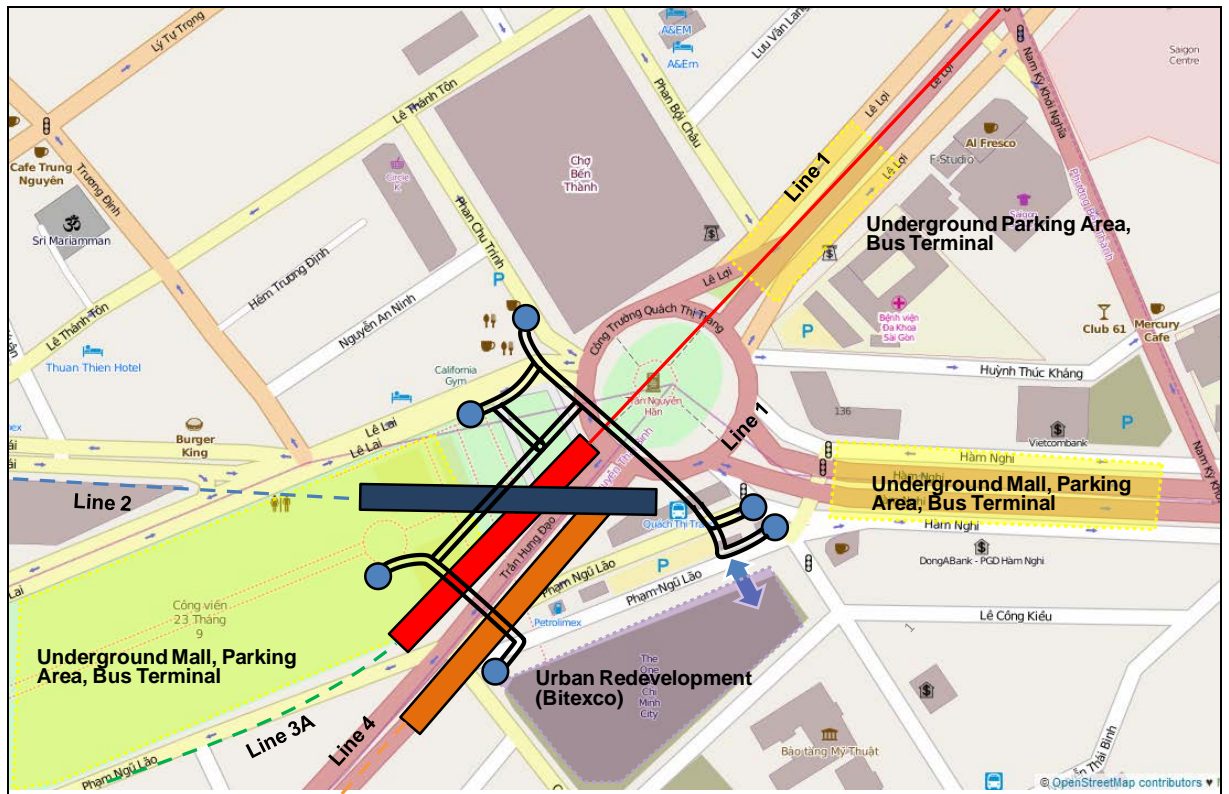 Lý Tự Trọng
A&EM
A&Em
Lưu Văn Lang
Lê Lợi
Lê Lợi
Nam Kỳ Khởi Nghĩa
Saigon
Centre
Lê Thánh Tôn
Phan Bội Châu
Cafe Trung
Nguyên
Trương Định
Circle
K
Chợ
Bến
Thành
Line 1
Lê Lợi
F-Studio
Al Fresco
Sri Mariamman
Phan Chu Trinh
Underground Parking Area,
Bus Terminal
Hẻm Trương Định
P
Lê Lợi
Lê Thánh Tôn
Nguyễn An Ninh
Công Trường Quách Thị Trang
P
Bệnh viện
Đa Khoa
Sài Gòn
Club 61
Mercury
Cafe
Thuan Thien Hotel
California
Gym
Trần Nguyên
Hãn
Huỳnh Thúc Kháng
Burger
King
Lê Lai
Lê Lai
Line 1
136
Vietcombank
P
Hàm Nghi
Line 2
Underground Mall, Parking
Area, Bus Terminal
Hàm Nghi
Trần Hưng Đạo
DongABank - PGD Hàm Nghi
Phạm Ngũ Lão
P
Phạm Ngũ Lão
Công viên
23 Tháng
9
Petrolimex
Lê Công Kiều
1
Underground Mall, Parking
Area, Bus Terminal
Urban Redevelopment
(Bitexco)
The
One
Chi
Minh
City
Line 3A
Line 4
Phạm Ngũ Lão
Bảo tàng Mỹ Thuật
Thái Bình
© OpenStreetMap contributors ♥